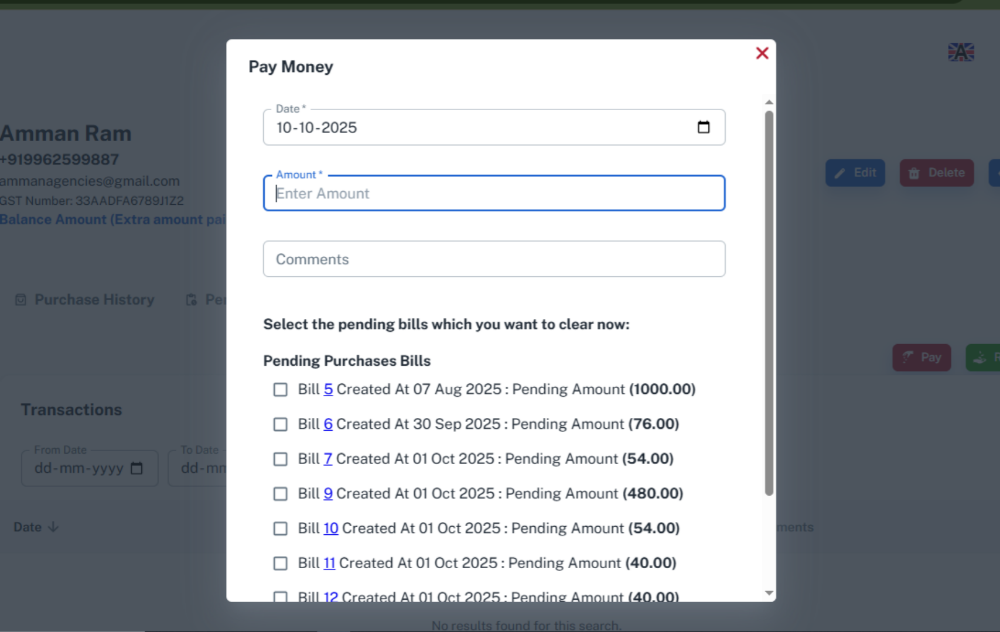 Pay Money
A
Date *
10-10-2025
Amman Ram
+919962599887
ammanagencies@gmail.com
GST Number: 33AADFA6789J1Z2
Balance Amount (Extra amount
Edit
Delete
Amount *
Enter Amount
Comments
Purchase History
Select the pending bills which you want to clear now:
Pending Purchases Bills
Pay
Bill 5 Created At 07 Aug 2025 : Pending Amount (1000.00)
Bill 6 Created At 30 Sep 2025 : Pending Amount (76.00)
Bill 7 Created At 01 Oct 2025 : Pending Amount (54.00)
Bill 9 Created At 01 Oct 2025 : Pending Amount (480.00)
Bill 10 Created At 01 Oct 2025 : Pending Amount (54.00)
Bill 11 Created At 01 Oct 2025 : Pending Amount (40.00)
Bill 12 Created At 01 Oct 2025 : Pending Amount (40.00)
Transactions
From Date
dd-mm-yyyy
To Date
dd-mm
Date
No results found for this search.